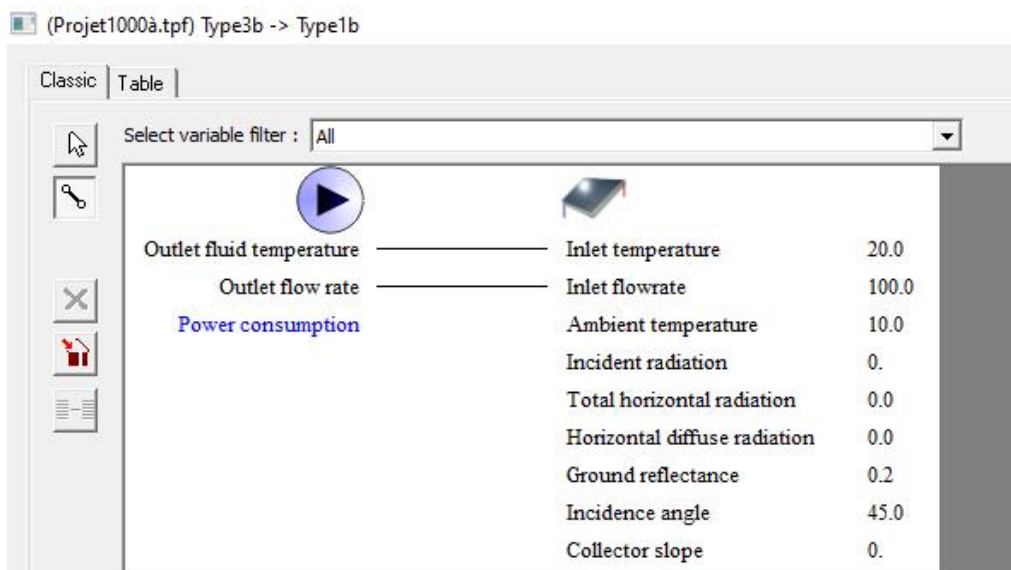 (Projet1000à.tpf) Type3b -> Type1b
Classic Table
Select variable filter : All
Outlet fluid temperature Inlet temperature 20.0
Outlet flow rate Inlet flowrate 100.0
Power consumption Ambient temperature 10.0
Incident radiation 0.
Total horizontal radiation 0.0
Horizontal diffuse radiation 0.0
Ground reflectance 0.2
Incidence angle 45.0
Collector slope 0.